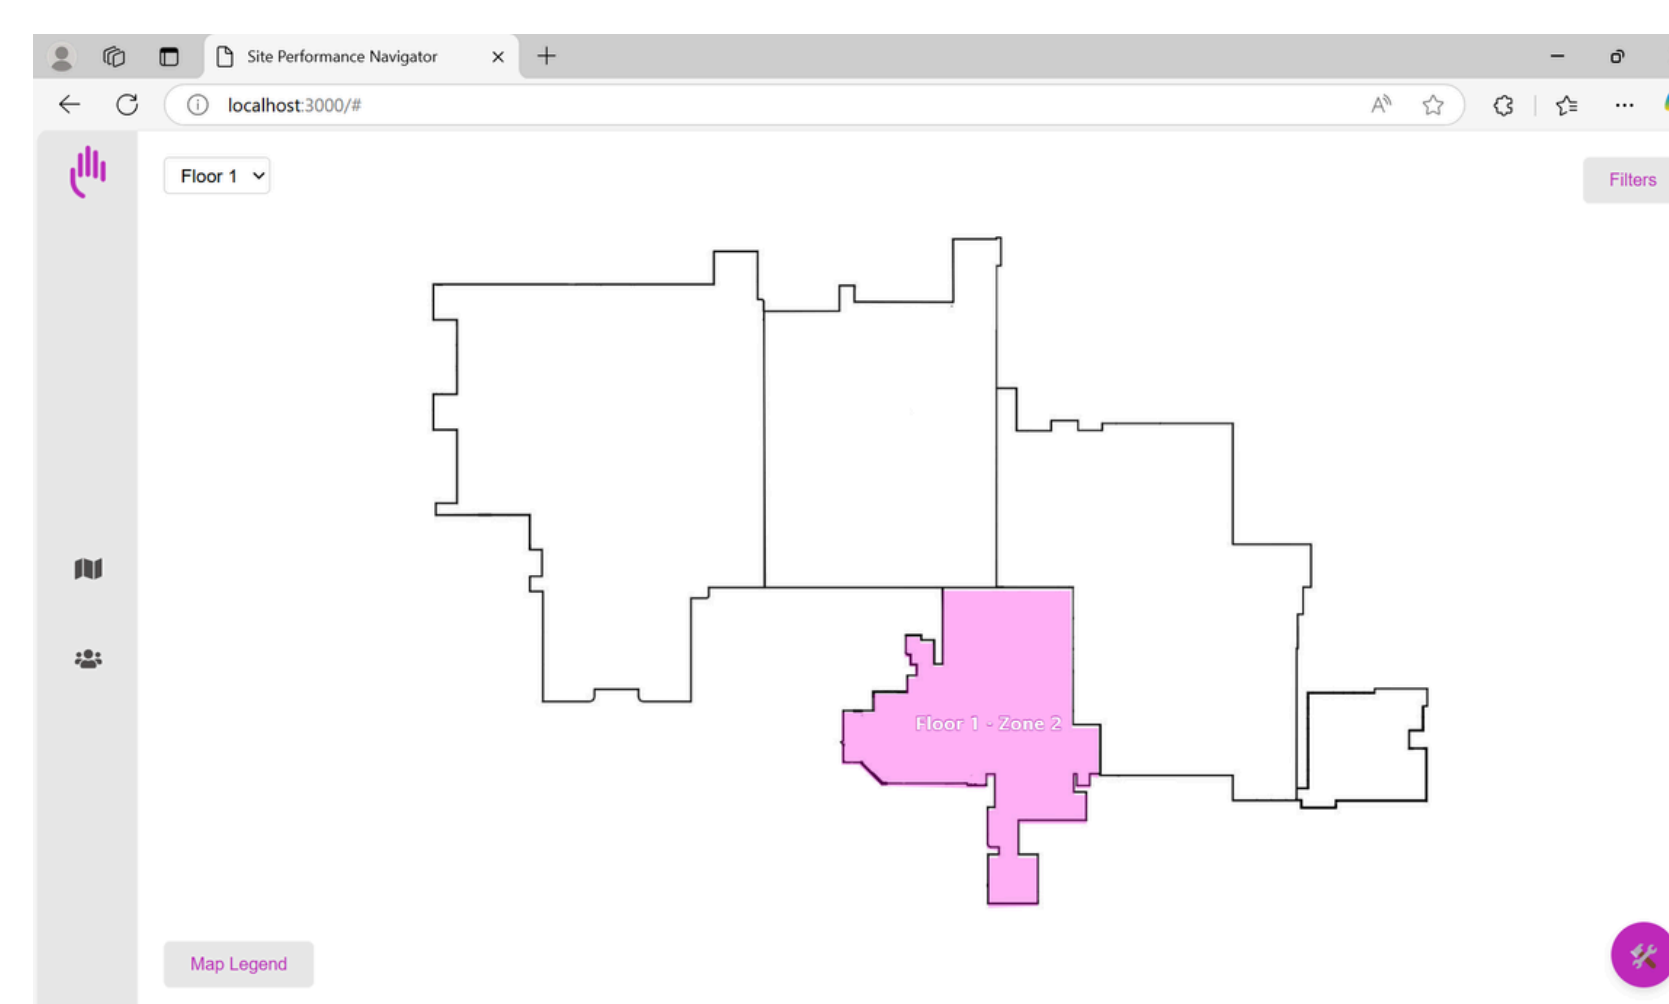 Site Performance Navigator
localhost:3000/#
Floor 1
Filters
Floor 1 - Zone 2
Map Legend